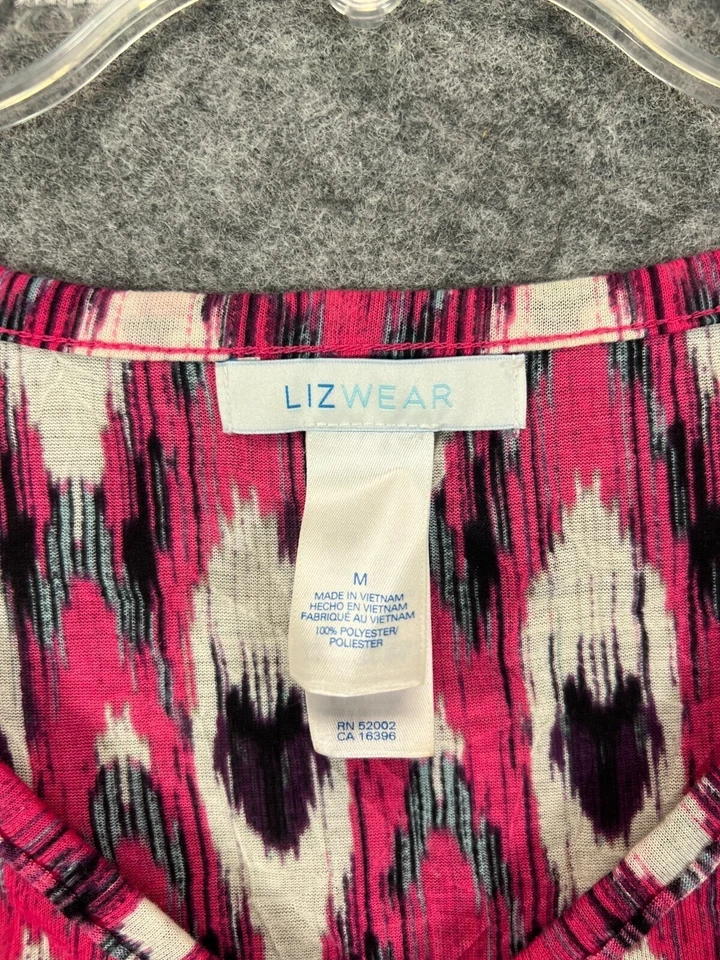 LIZWEAR
M
MADE IN VIETNAM
HECHO EN VIETNAM
FABRIQUÉ AU VIETNAM
100% POLYESTER/
POLIESTER
RN 52002
CA 16396